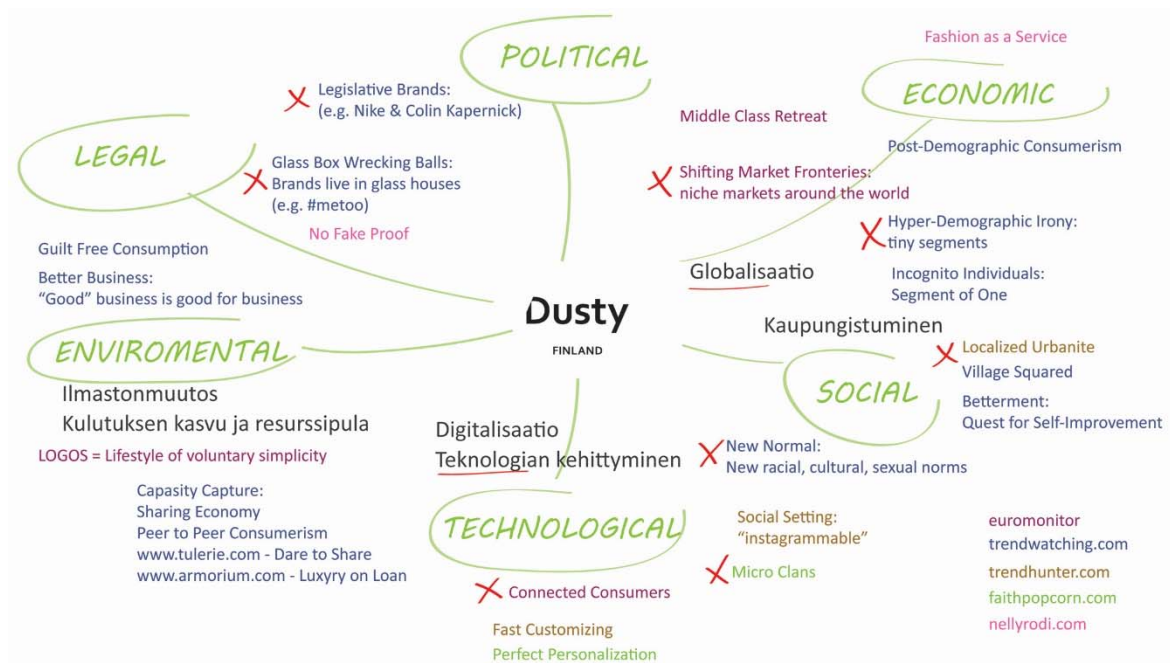 POLITICAL
Fashion as a Service
ECONOMIC
Legislative Brands:
(e.g. Nike & Colin Kapernick)
Middle Class Retreat
LEGAL
Post-Demographic Consumerism
Glass Box Wrecking Balls:
Brands live in glass houses
(e.g. #metoo)
Shifting Market Fronteries:
niche markets around the world
No Fake Proof
Hyper-Demographic Irony:
tiny segments
Guilt Free Consumption
Better Business:
“Good” business is good for business
Globalisaatio
Incognito Individuals:
Segment of One
Dusty
FINLAND
Kaupungistuminen
ENVIROMENTAL
Localized Urbanite
Village Squared
SOCIAL
Ilmastonmuutos
Kulutuksen kasvu ja resurssipula
Betterment:
Quest for Self-Improvement
LOGOS = Lifestyle of voluntary simplicity
Digitalisaatio
Teknologian kehittyminen
New Normal:
New racial, cultural, sexual norms
Capasity Capture:
Sharing Economy
Peer to Peer Consumerism
www.tulerie.com - Dare to Share
www.armorium.com - Luxyry on Loan
TECHNOLOGICAL
Social Setting:
“instagrammable”
Micro Clans
Connected Consumers
Fast Customizing
Perfect Personalization
euromonitor
trendwatching.com
trendhunter.com
faithpopcorn.com
nellyrodi.com